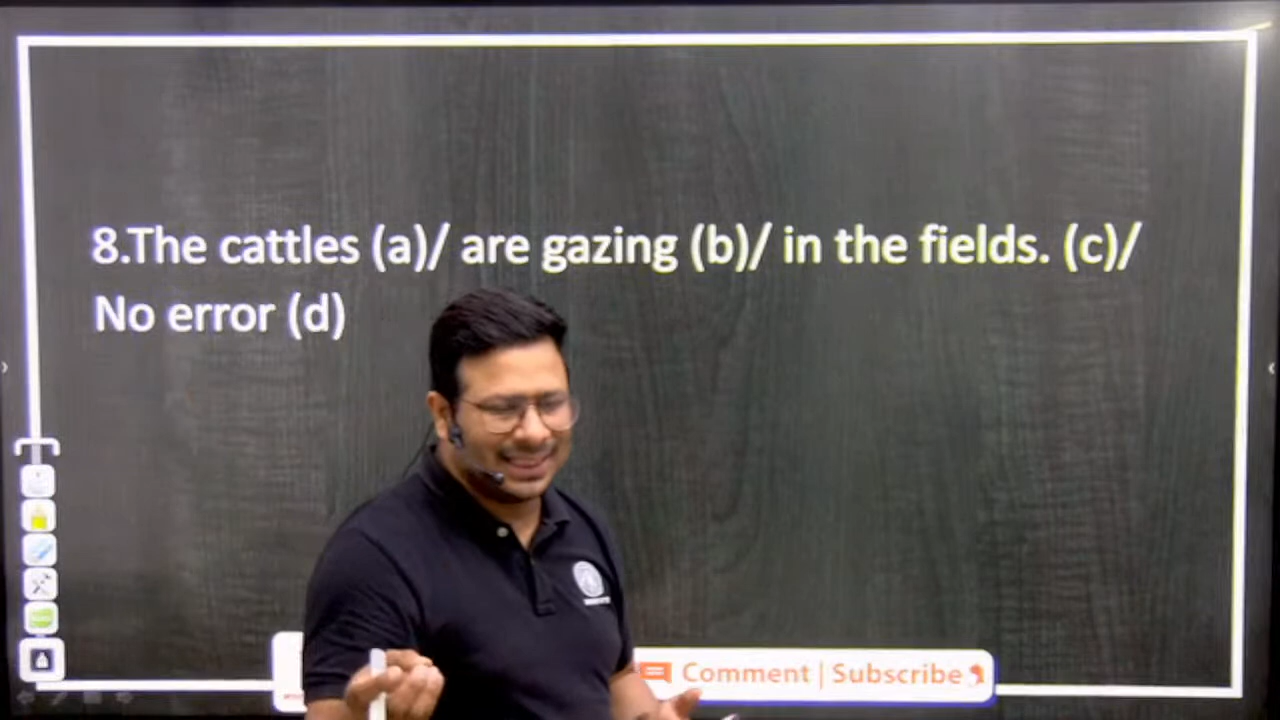 8.The cattles (a)/ are gazing (b)/ in the fields. (c)/
No error (d)
Comment | Subscribe